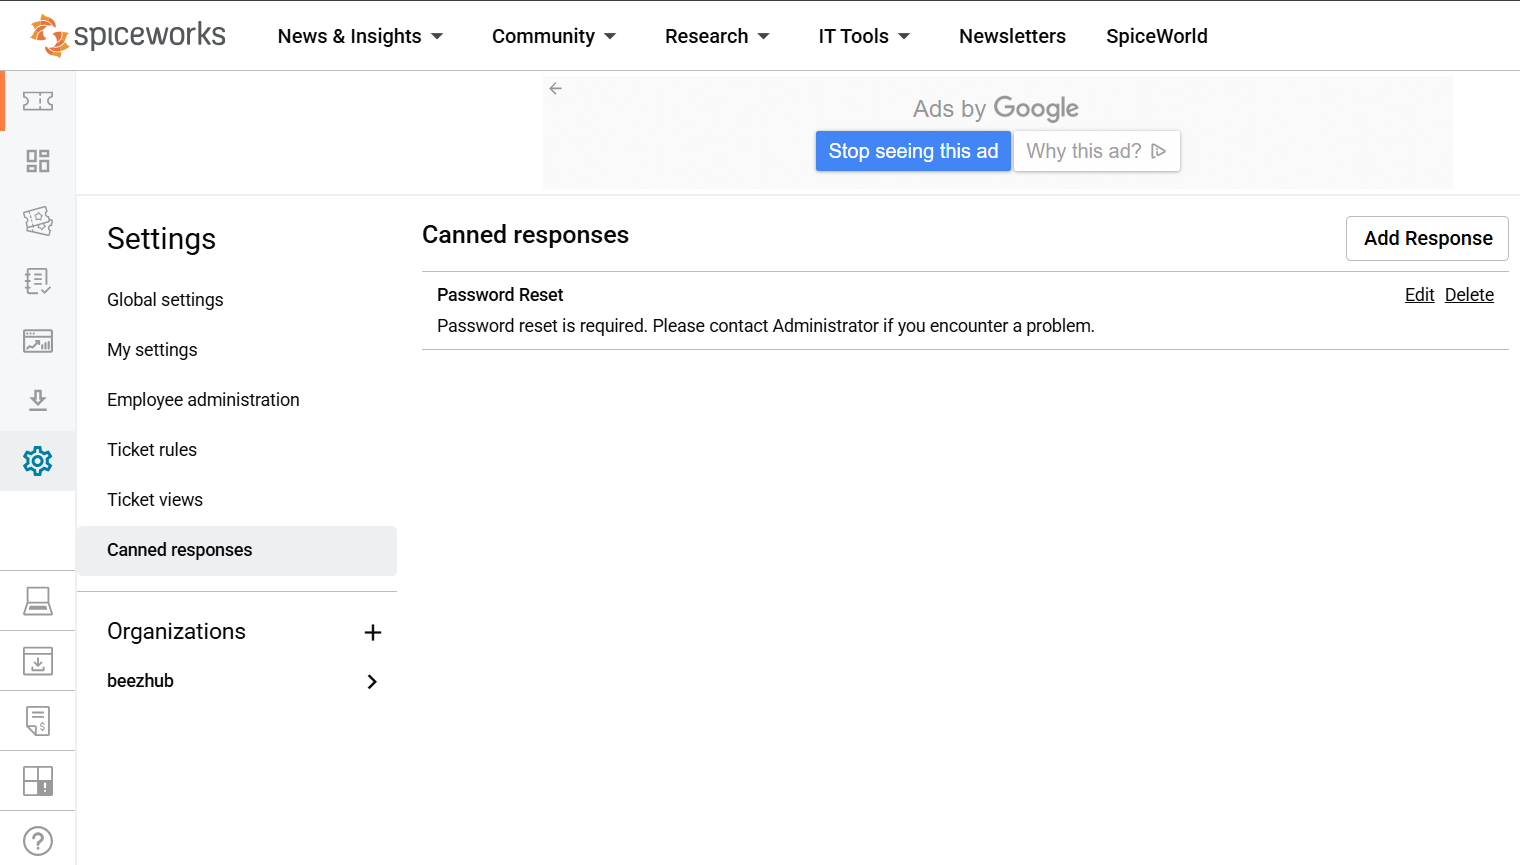 spiceworks
News & Insights
Community
Research
IT Tools
Newsletters
SpiceWorld
Ads by Google
Stop seeing this ad
Why this ad?
Settings
Global settings
My settings
Employee administration
Ticket rules
Ticket views
Canned responses
Organizations
beezhub
Canned responses
Add Response
Password Reset
Edit Delete
Password reset is required. Please contact Administrator if you encounter a problem.